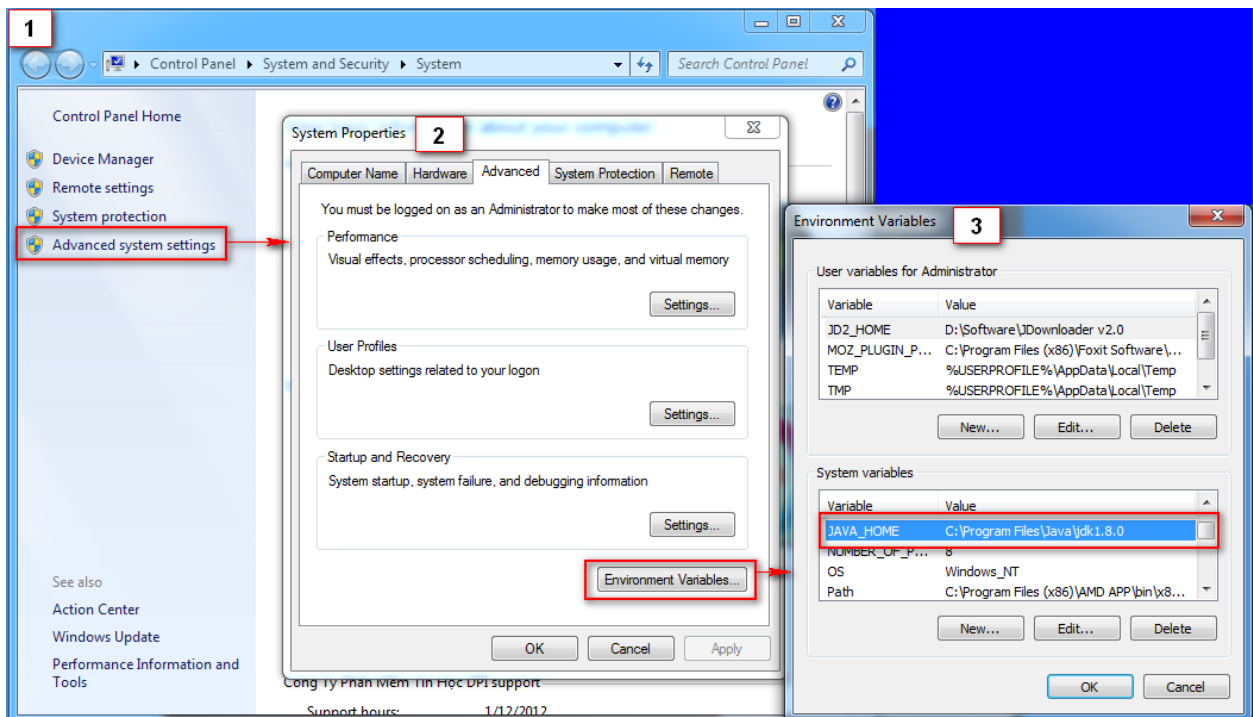 1
Control Panel ▸ System and Security ▸ System
Search Control Panel
Control Panel Home
Device Manager
Remote settings
System protection
Advanced system settings
See also
Action Center
Windows Update
Performance Information and
Tools
about your computer
System Properties
2
Computer Name Hardware Advanced System Protection Remote
You must be logged on as an Administrator to make most of these changes.
Performance
Visual effects, processor scheduling, memory usage, and virtual memory
Settings...
User Profiles
Desktop settings related to your logon
Settings...
Startup and Recovery
System startup, system failure, and debugging information
Settings...
Environment Variables...
OK Cancel Apply
Cong Ty Phan Mem Tin Học DPI support
Support hours: 1/12/2012
Environment Variables
3
User variables for Administrator
Variable Value
JD2_HOME D:\Software\JDownloader v2.0
MOZ_PLUGIN_P... C:\Program Files (x86)\Foxit Software\...
TEMP %USERPROFILE%\AppData\Local\Temp
TMP %USERPROFILE%\AppData\Local\Temp
New... Edit... Delete
System variables
Variable Value
JAVA_HOME C:\Program Files\Java\jdk1.8.0
NUMBER_OF_P... 8
OS Windows_NT
Path C:\Program Files (x86)\AMD APP\bin\x8...
New... Edit... Delete
OK Cancel